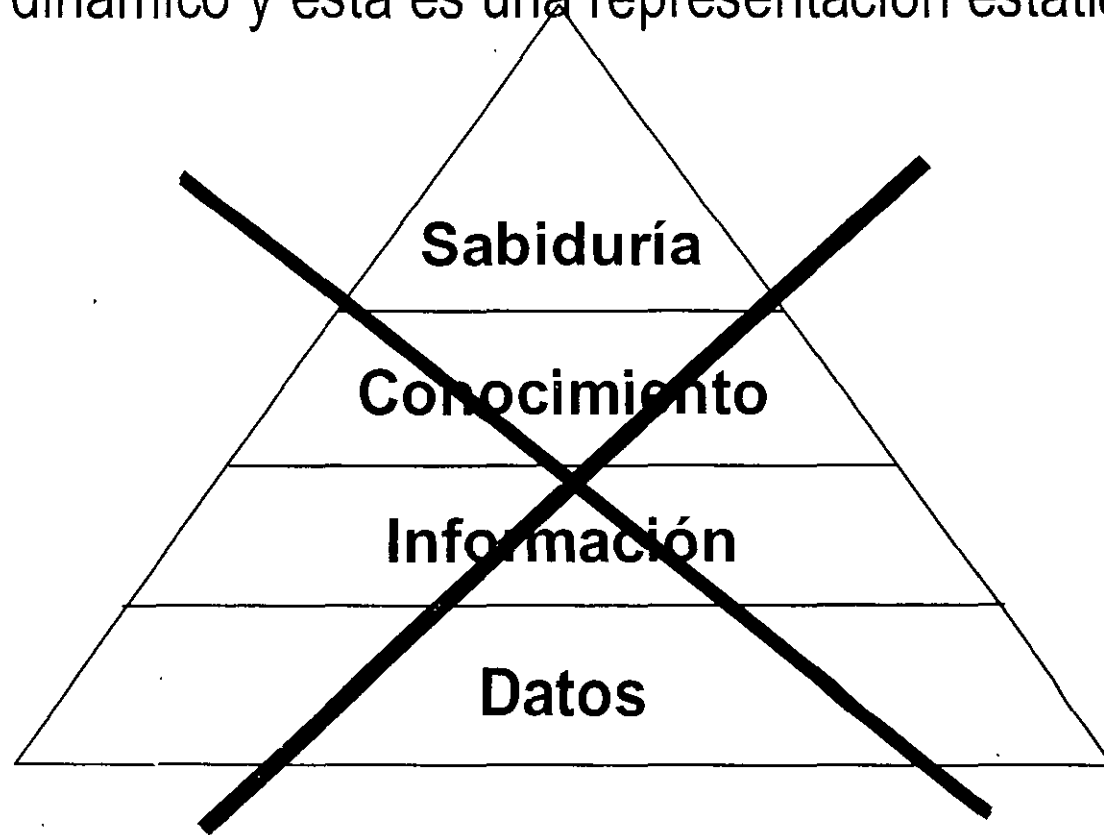 dinámico y esta es una representación estátic
Sabiduría
Conocimiento
Información
Datos